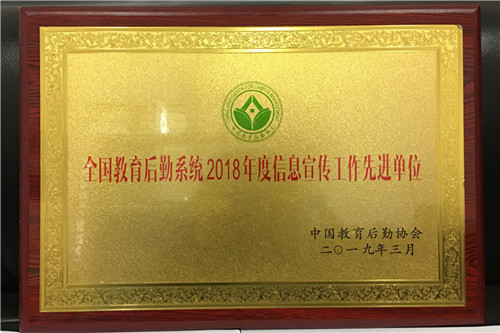 全国教育后勤系统2018年度信息宣传工作先进单位
中国教育后勤协会
二〇一九年三月